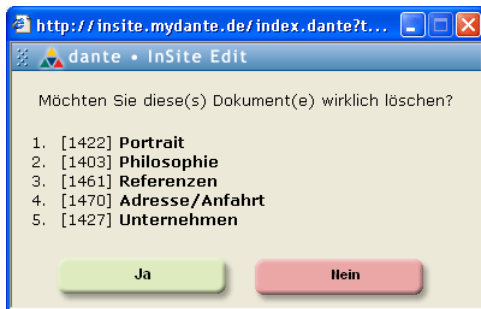 http://insite.mydante.de/index.dante?t...
dante • InSite Edit
Möchten Sie diese(s) Dokument(e) wirklich löschen?
1. [1422] Portrait
2. [1403] Philosophie
3. [1461] Referenzen
4. [1470] Adresse/Anfahrt
5. [1427] Unternehmen
Ja Nein